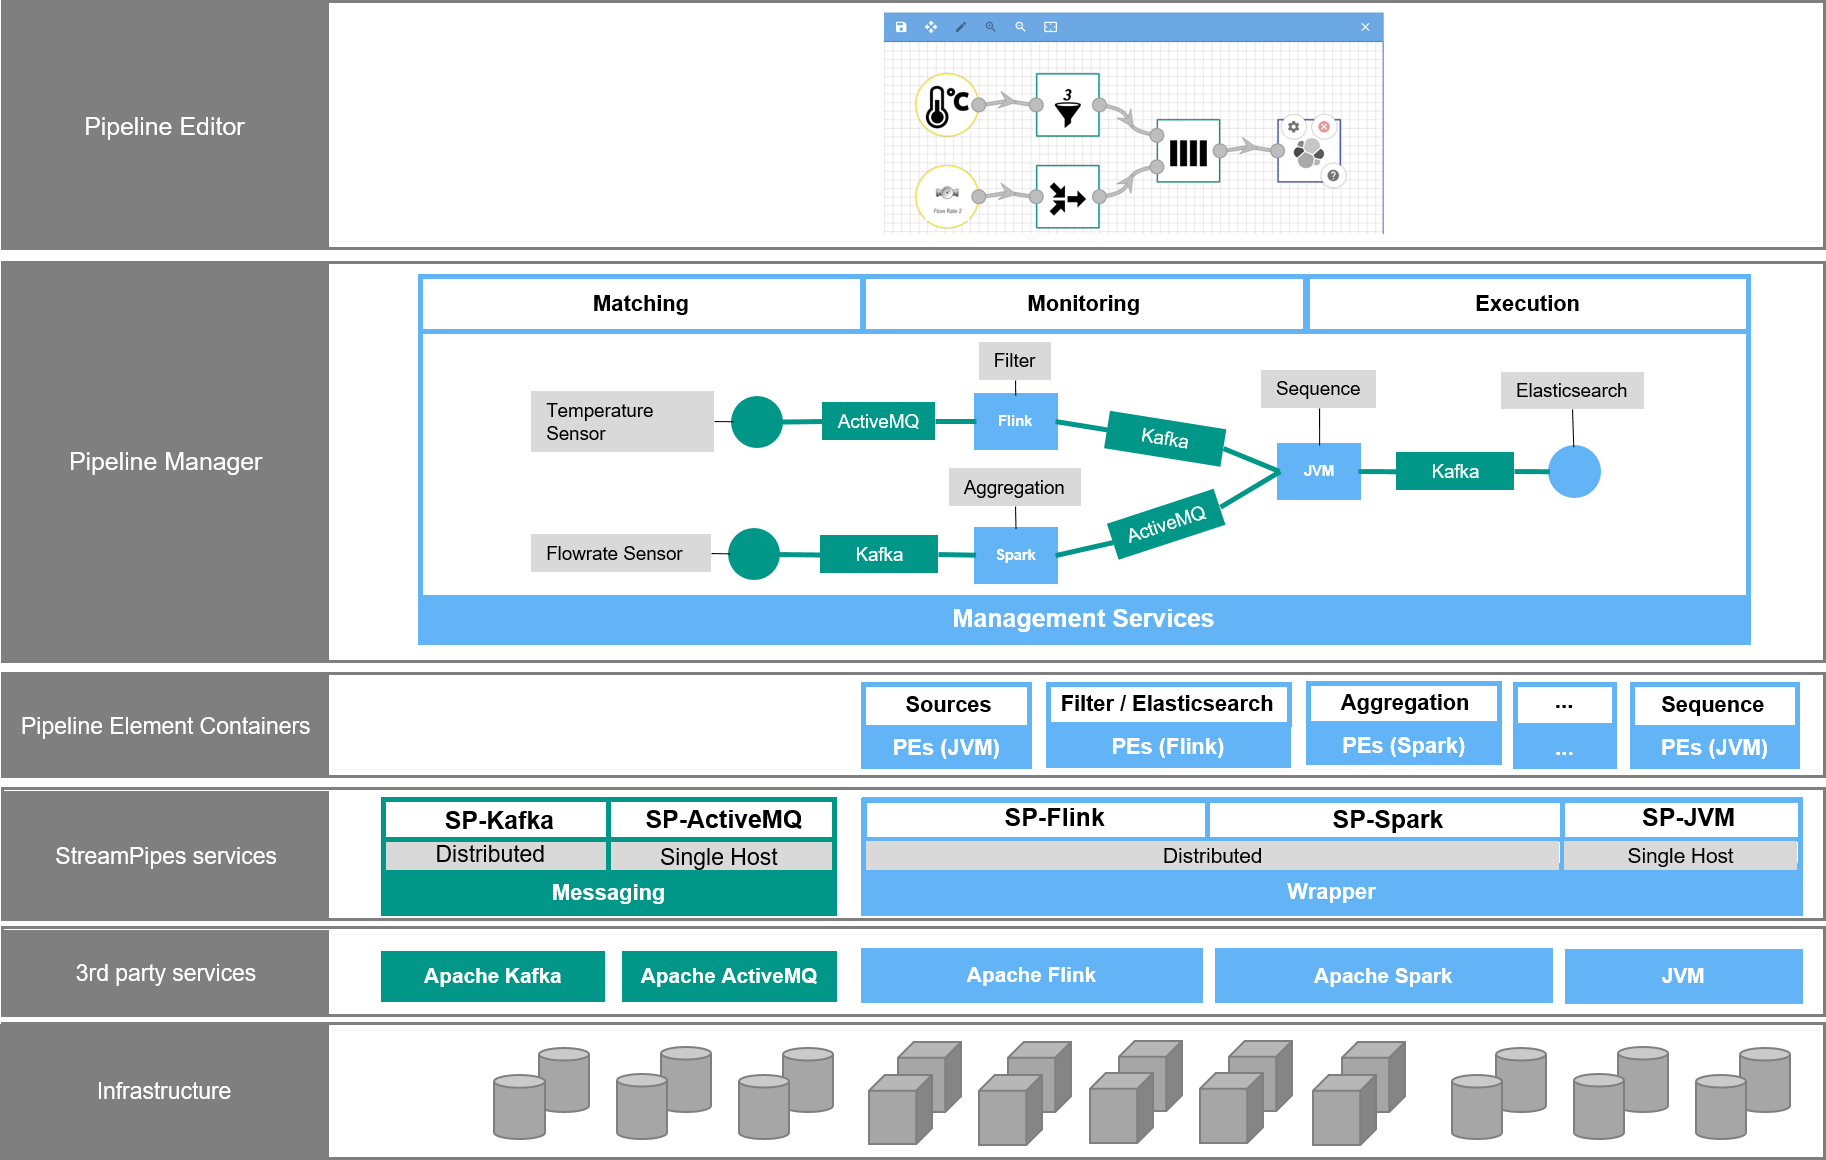 Pipeline Editor
°C
3
Flow Rate 2
?
Pipeline Manager
Matching
Monitoring
Execution
Filter
Sequence
Elasticsearch
Temperature
Sensor
ActiveMQ
Flink
Kafka
JVM
Kafka
Aggregation
ActiveMQ
Flowrate Sensor
Kafka
Spark
Management Services
Pipeline Element Containers
Sources
PEs (JVM)
Filter / Elasticsearch
PEs (Flink)
Aggregation
PEs (Spark)
...
...
Sequence
PEs (JVM)
StreamPipes services
SP-Kafka
Distributed
SP-ActiveMQ
Single Host
Messaging
SP-Flink
SP-Spark
Distributed
SP-JVM
Single Host
Wrapper
3rd party services
Apache Kafka
Apache ActiveMQ
Apache Flink
Apache Spark
JVM
Infrastructure